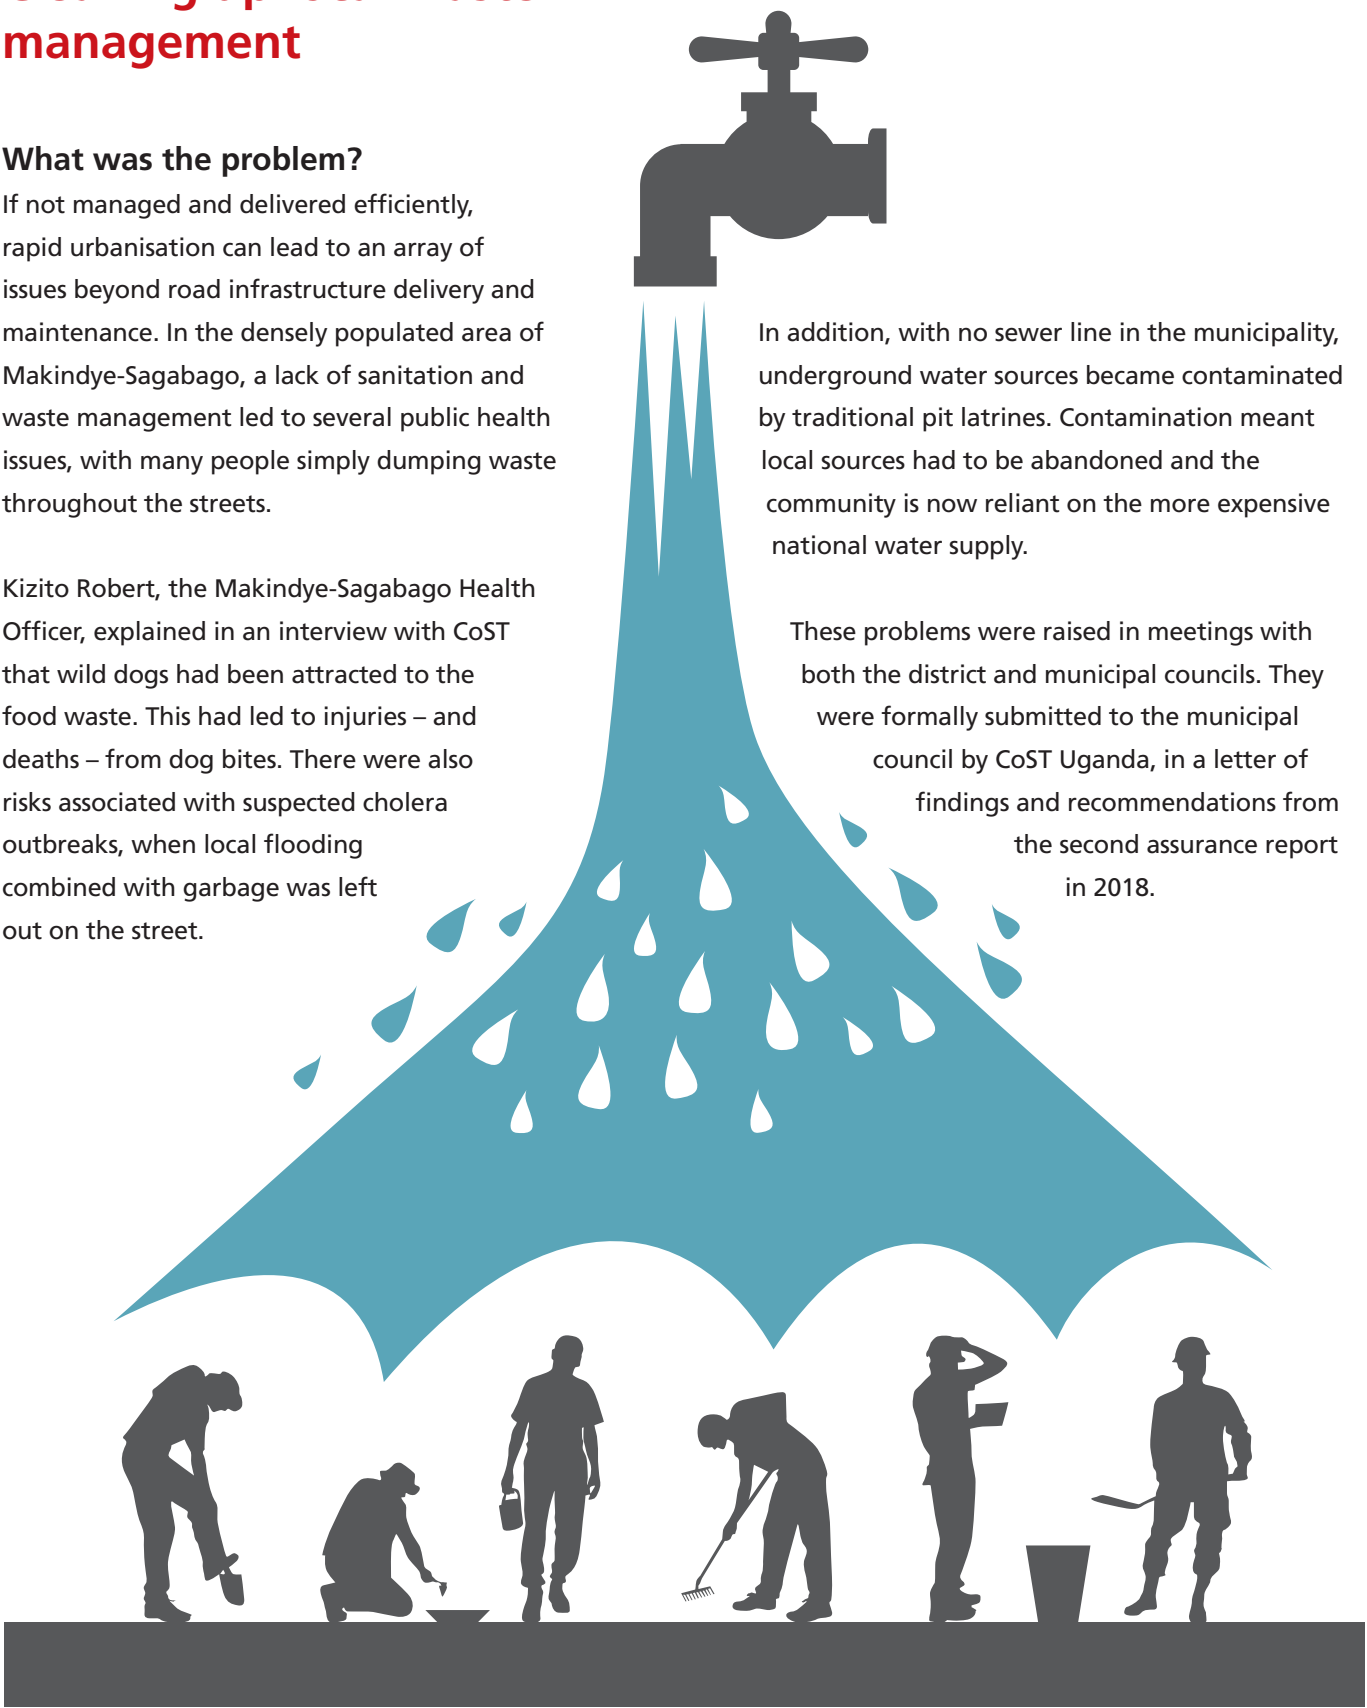 management
What was the problem?
If not managed and delivered efficiently,
rapid urbanisation can lead to an array of
issues beyond road infrastructure delivery and
maintenance. In the densely populated area of
Makindye-Sagabago, a lack of sanitation and
waste management led to several public health
issues, with many people simply dumping waste
throughout the streets.
Kizito Robert, the Makindye-Sagabago Health
Officer, explained in an interview with CoST
that wild dogs had been attracted to the
food waste. This had led to injuries – and
deaths – from dog bites. There were also
risks associated with suspected cholera
outbreaks, when local flooding
combined with garbage was left
out on the street.
In addition, with no sewer line in the municipality,
underground water sources became contaminated
by traditional pit latrines. Contamination meant
local sources had to be abandoned and the
community is now reliant on the more expensive
national water supply.
These problems were raised in meetings with
both the district and municipal councils. They
were formally submitted to the municipal
council by CoST Uganda, in a letter of
findings and recommendations from
the second assurance report
in 2018.